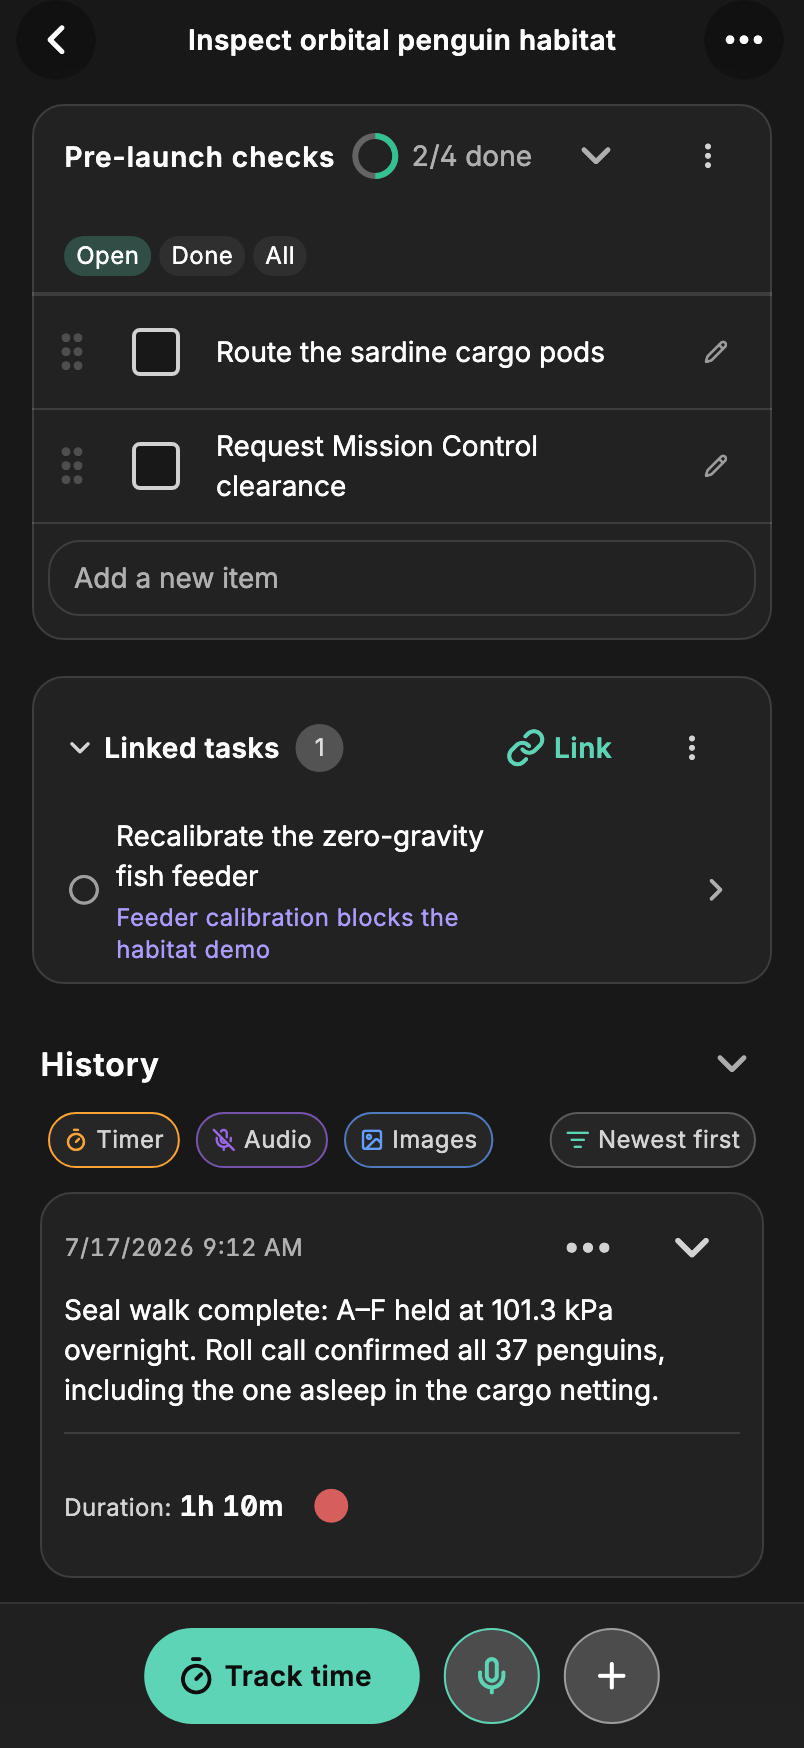 Inspect orbital penguin habitat
Pre-launch checks 2/4 done
Open Done All
Route the sardine cargo pods
Request Mission Control
clearance
Add a new item
Linked tasks 1 Link
Recalibrate the zero-gravity
fish feeder
Feeder calibration blocks the
habitat demo
History
Timer Audio Images Newest first
7/17/2026 9:12 AM
Seal walk complete: A–F held at 101.3 kPa
overnight. Roll call confirmed all 37 penguins,
including the one asleep in the cargo netting.
Duration: 1h 10m
Track time